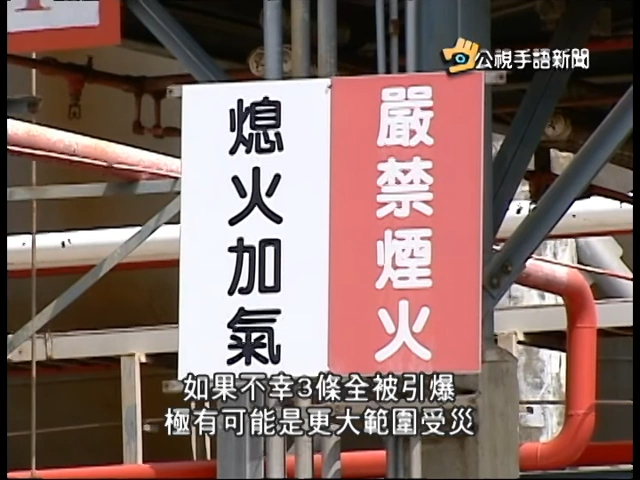 公視手語新聞
嚴禁煙火
熄火加氣
如果不幸3條全被引爆
極有可能是更大範圍受災